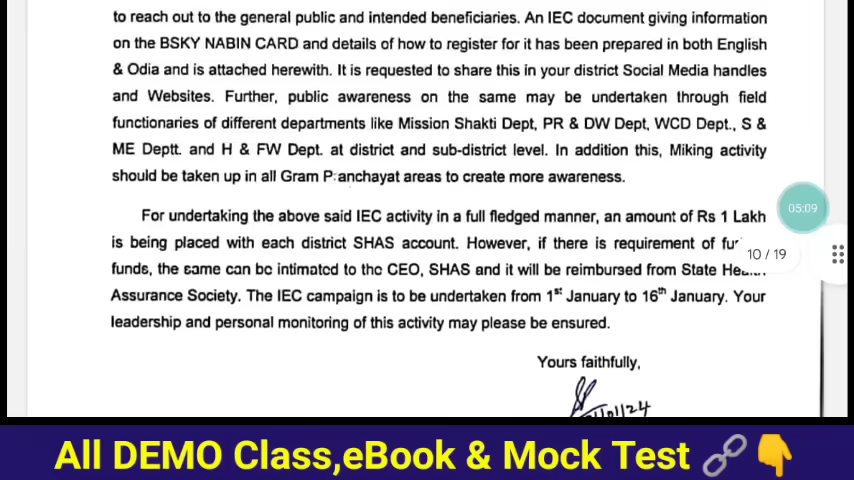 to reach out to the general public and intended beneficiaries. An IEC document giving information
on the BSKY NABIN CARD and details of how to register for it has been prepared in both English
& Odia and is attached herewith. It is requested to share this in your district Social Media handles
and Websites. Further, public awareness on the same may be undertaken through field
functionaries of different departments like Mission Shakti Dept, PR & DW Dept, WCD Dept., S &
ME Deptt. and H & FW Dept. at district and sub-district level. In addition this, Miking activity
should be taken up in all Gram Panchayat areas to create more awareness.
For undertaking the above said IEC activity in a full fledged manner, an amount of Rs 1 Lakh
is being placed with each district SHAS account. However, if there is requirement of
funds, the same can be intimated to the CEO, SHAS and it will be reimbursed from State
Assurance Society. The IEC campaign is to be undertaken from 1st January to 16th January. Your
leadership and personal monitoring of this activity may please be ensured.
Yours faithfully,
05:09
10 / 19
All DEMO Class,eBook & Mock Test